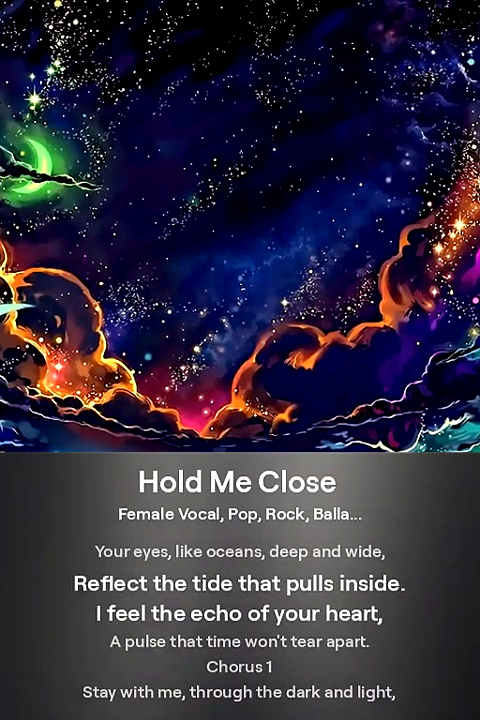 Hold Me Close
Female Vocal, Pop, Rock, Balla...
Your eyes, like oceans, deep and wide,
Reflect the tide that pulls inside.
I feel the echo of your heart,
A pulse that time won't tear apart.
Chorus 1
Stay with me, through the dark and light,